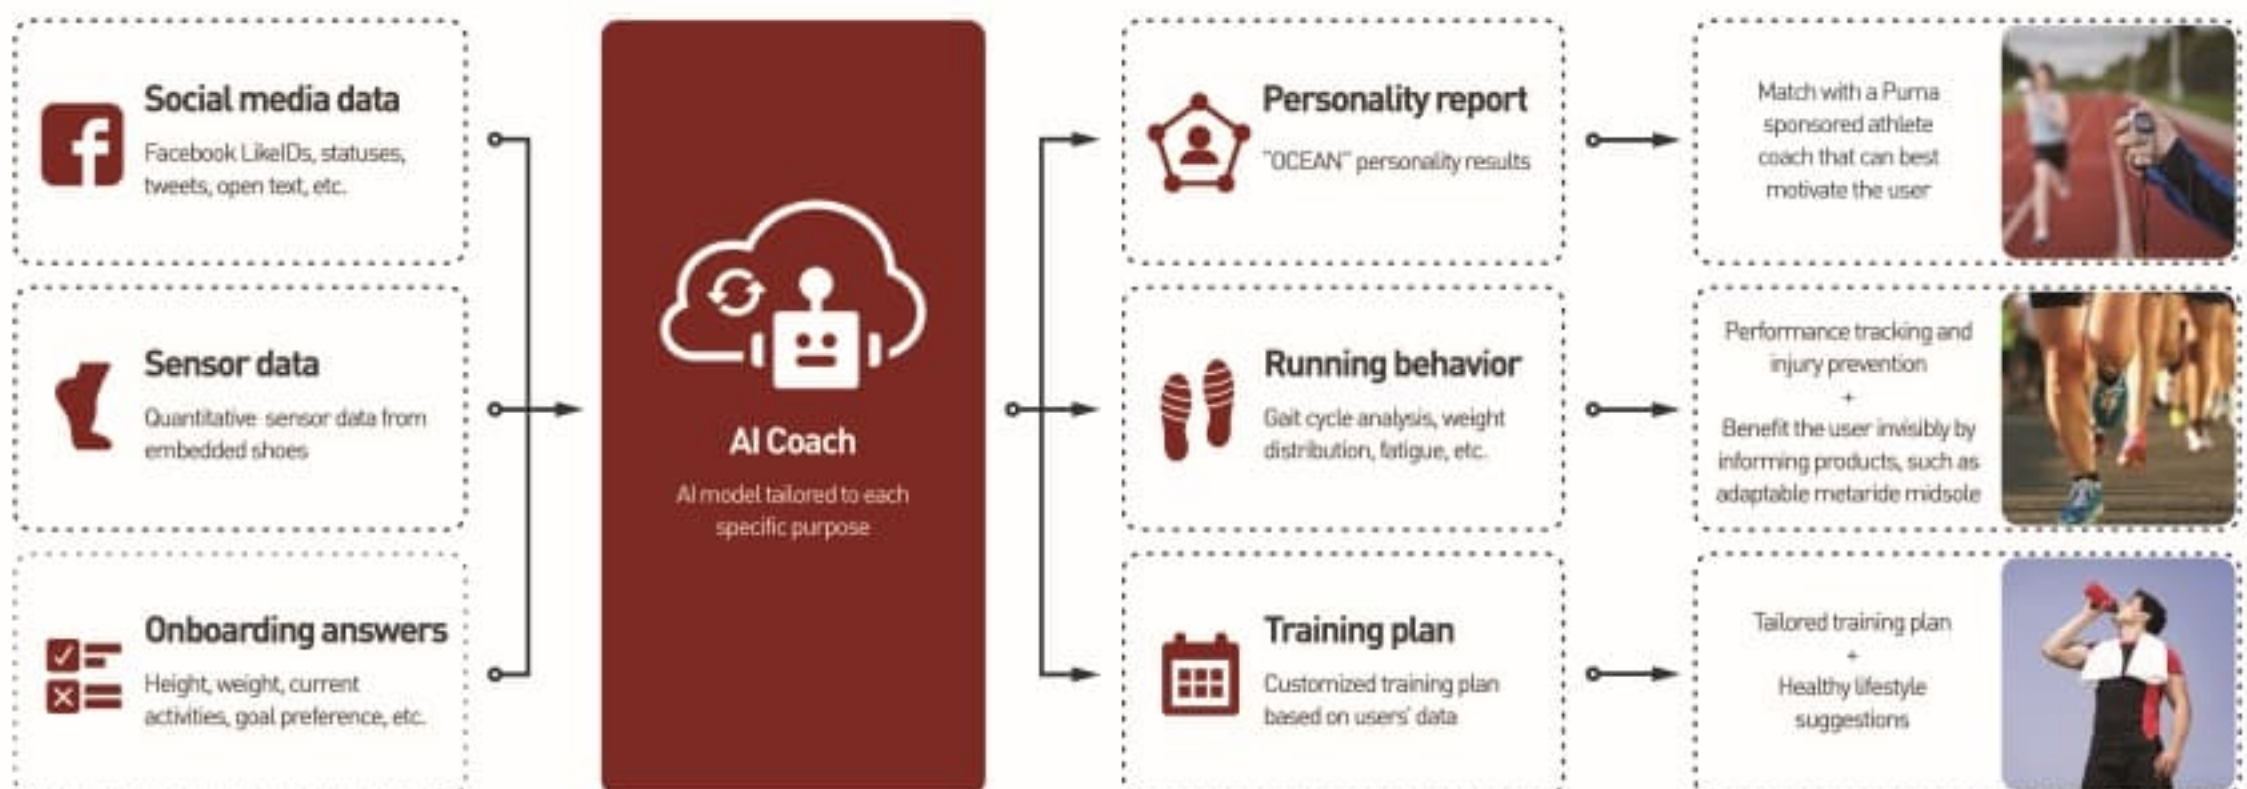 Social media data
Facebook LikeIDs, statuses,
tweets, open text, etc.
Sensor data
Quantitative sensor data from
embedded shoes
Onboarding answers
Height, weight, current
activities, goal preference, etc.
AI Coach
AI model tailored to each
specific purpose
Personality report
"OCEAN" personality results
Running behavior
Gait cycle analysis, weight
distribution, fatigue, etc.
Training plan
Customized training plan
based on users' data
Match with a Puma
sponsored athlete
coach that can best
motivate the user
Performance tracking and
injury prevention
+
Benefit the user invisibly by
informing products, such as
adaptable metaride midsole
Tailored training plan
+
Healthy lifestyle
suggestions